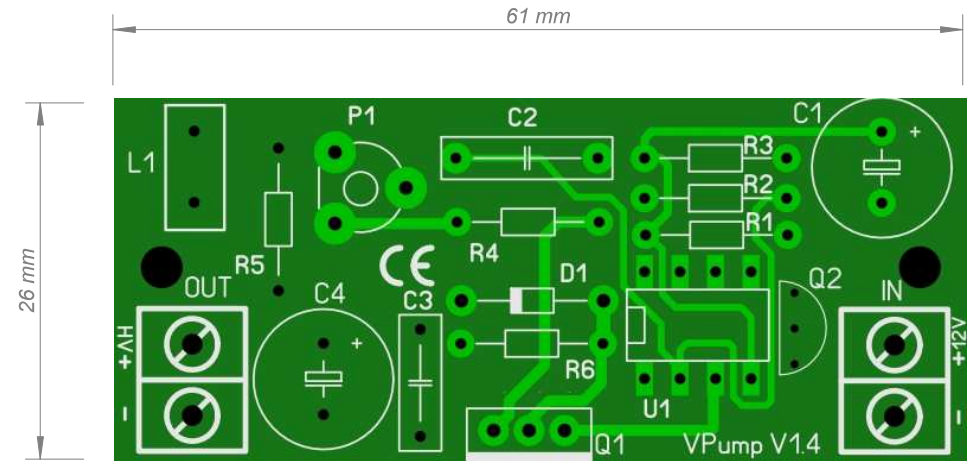 61 mm
26 mm
P1
C2
C1
+
L1
R3
R2
R1
R5
R4
CE
OUT
C4
C3
D1
Q2
IN
+HV
-
+
R6
U1
+12V
-
Q1
VPump V1.4